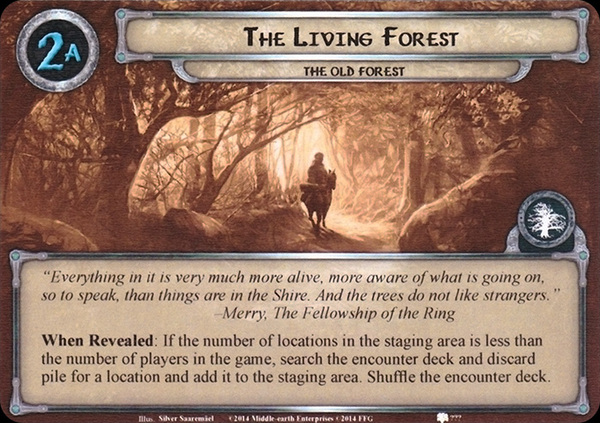 2A
THE LIVING FOREST
THE OLD FOREST
“Everything in it is very much more alive, more aware of what is going on,
so to speak, than things are in the Shire. And the trees do not like strangers.”
–Merry, The Fellowship of the Ring
When Revealed: If the number of locations in the staging area is less than
the number of players in the game, search the encounter deck and discard
pile for a location and add it to the staging area. Shuffle the encounter deck.
Illus. Silver Saaremäel ©2014 Middle-earth Enterprises ©2014 FFG ???